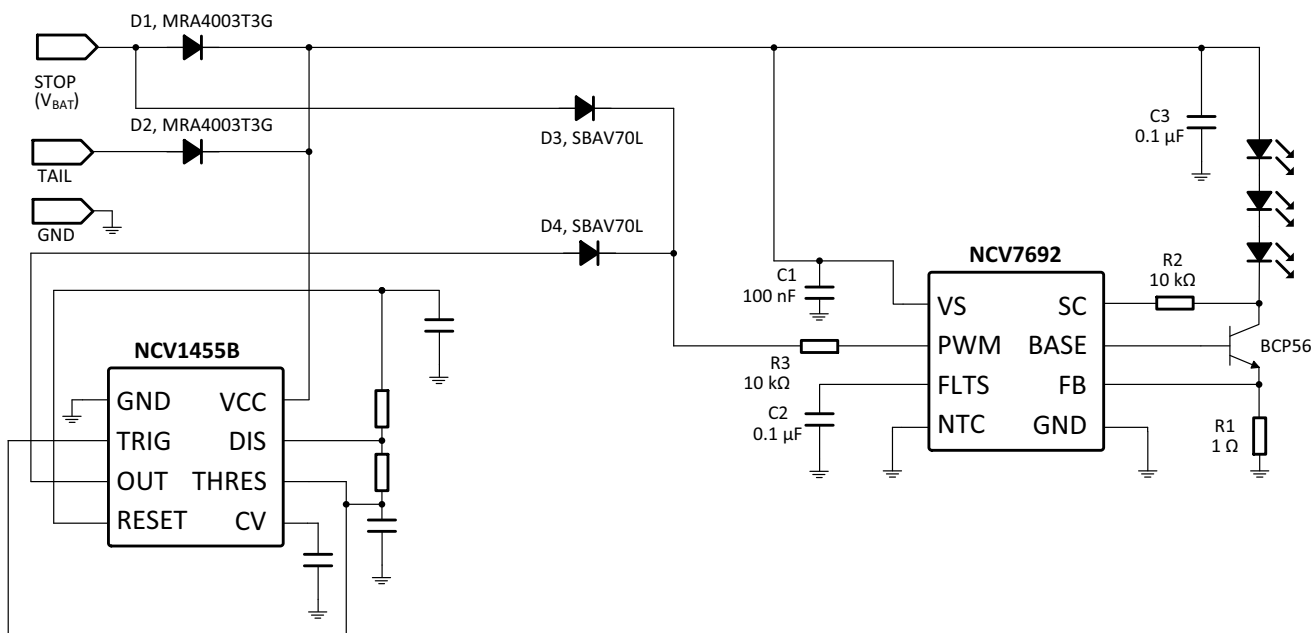 D1, MRA4003T3G
STOP
(VBAT)
D2, MRA4003T3G
TAIL
GND
D3, SBAV70L
D4, SBAV70L
C3
0.1 µF
NCV7692
C1
100 nF
R2
10 kΩ
VS
SC
PWM
BASE
BCP56
R3
10 kΩ
FLTS
FB
C2
0.1 µF
NTC
GND
R1
1 Ω
NCV1455B
GND
VCC
TRIG
DIS
OUT
THRES
RESET
CV